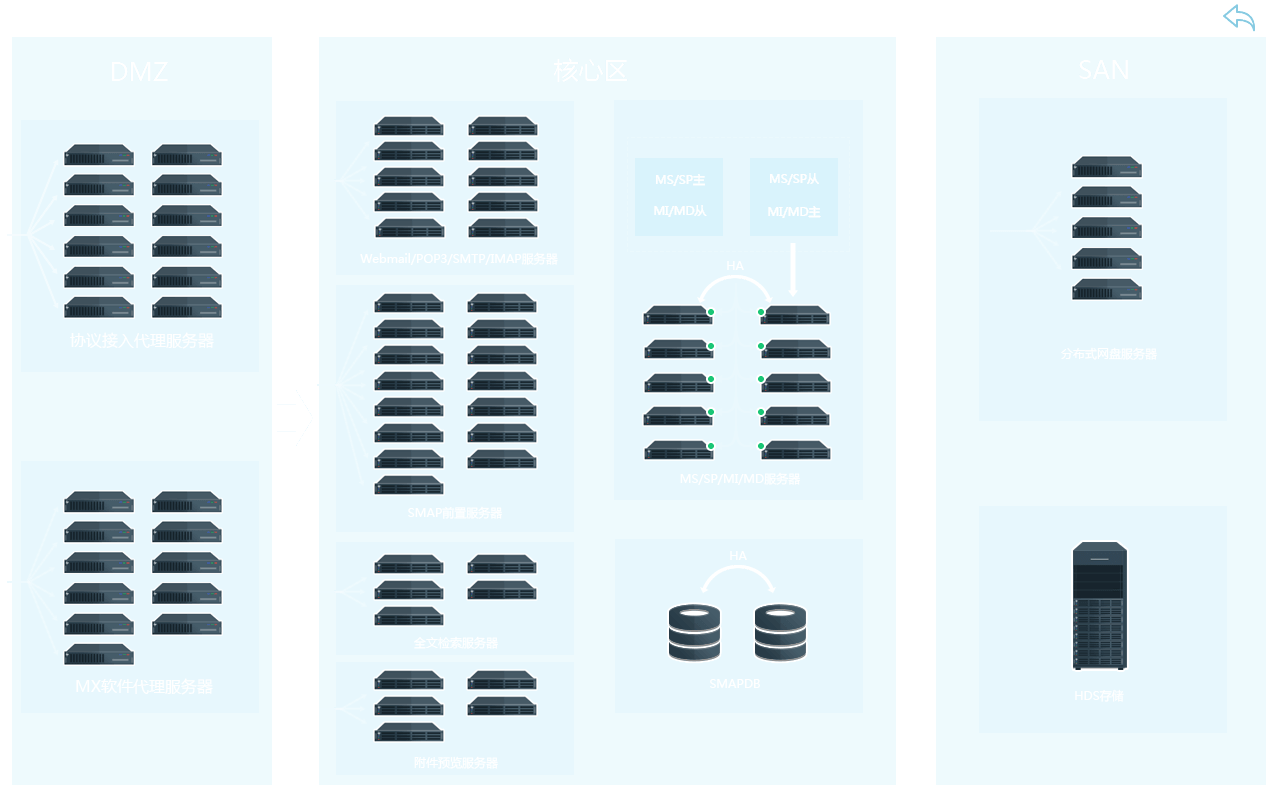 DMZ
协议接入代理服务器
MX软件代理服务器
核心区
Webmail/POP3/SMTP/IMAP服务器
SMAP前置服务器
全文检索服务器
附件预览服务器
MS/SP主
MI/MD从
MS/SP从
MI/MD主
HA
MS/SP/MI/MD服务器
HA
SMAPDB
SAN
分布式网盘服务器
HDS存储